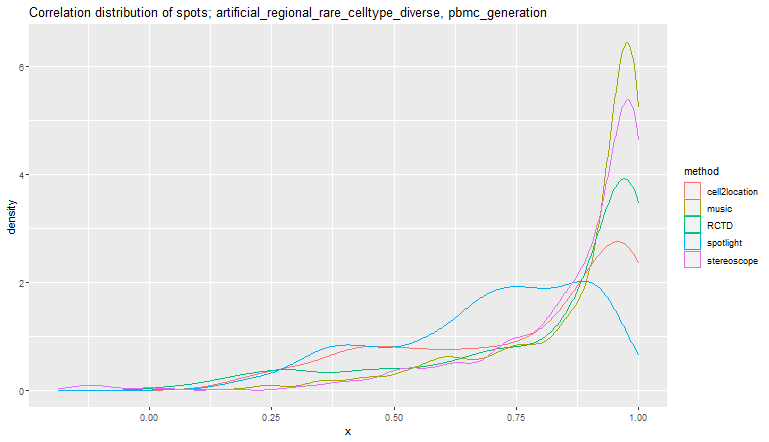 Correlation distribution of spots; artificial_regional_rare_celltype_diverse, pbmc_generation
6
4
2
0
density
0.00
0.25
0.50
0.75
1.00
x
method
cell2location
music
RCTD
spotlight
stereoscope